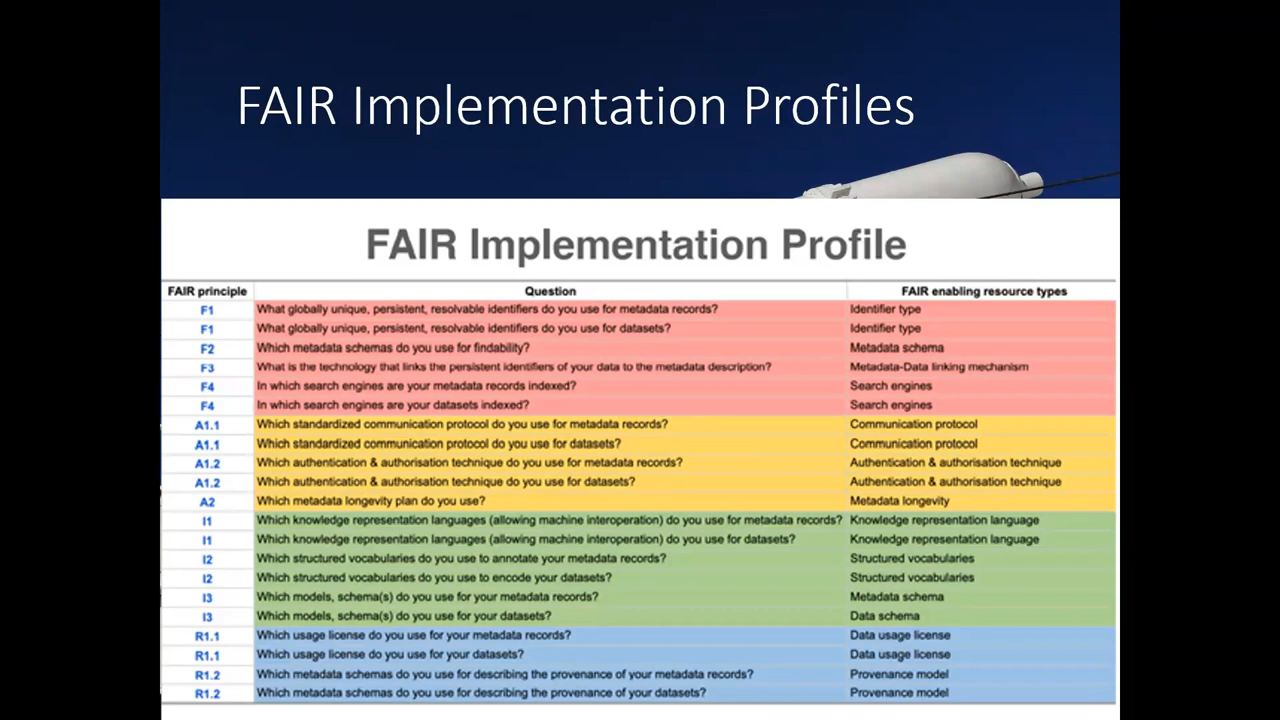 FAIR Implementation Profiles
FAIR Implementation Profile
FAIR principle Question FAIR enabling resource types
F1 What globally unique, persistent, resolvable identifiers do you use for metadata records? Identifier type
F1 What globally unique, persistent, resolvable identifiers do you use for datasets? Identifier type
F2 Which metadata schemas do you use for findability? Metadata schema
F3 What is the technology that links the persistent identifiers of your data to the metadata description? Metadata-Data linking mechanism
F4 In which search engines are your metadata records indexed? Search engines
F4 In which search engines are your datasets indexed? Search engines
A1.1 Which standardized communication protocol do you use for metadata records? Communication protocol
A1.1 Which standardized communication protocol do you use for datasets? Communication protocol
A1.2 Which authentication & authorisation technique do you use for metadata records? Authentication & authorisation technique
A1.2 Which authentication & authorisation technique do you use for datasets? Authentication & authorisation technique
A2 Which metadata longevity plan do you use? Metadata longevity
I1 Which knowledge representation languages (allowing machine interoperation) do you use for metadata records? Knowledge representation language
I1 Which knowledge representation languages (allowing machine interoperation) do you use for datasets? Knowledge representation language
I2 Which structured vocabularies do you use to annotate your metadata records? Structured vocabularies
I2 Which structured vocabularies do you use to encode your datasets? Structured vocabularies
I3 Which models, schema(s) do you use for your metadata records? Metadata schema
I3 Which models, schema(s) do you use for your datasets? Data schema
R1.1 Which usage license do you use for your metadata records? Data usage license
R1.1 Which usage license do you use for your datasets? Data usage license
R1.2 Which metadata schemas do you use for describing the provenance of your metadata records? Provenance model
R1.2 Which metadata schemas do you use for describing the provenance of your datasets? Provenance model